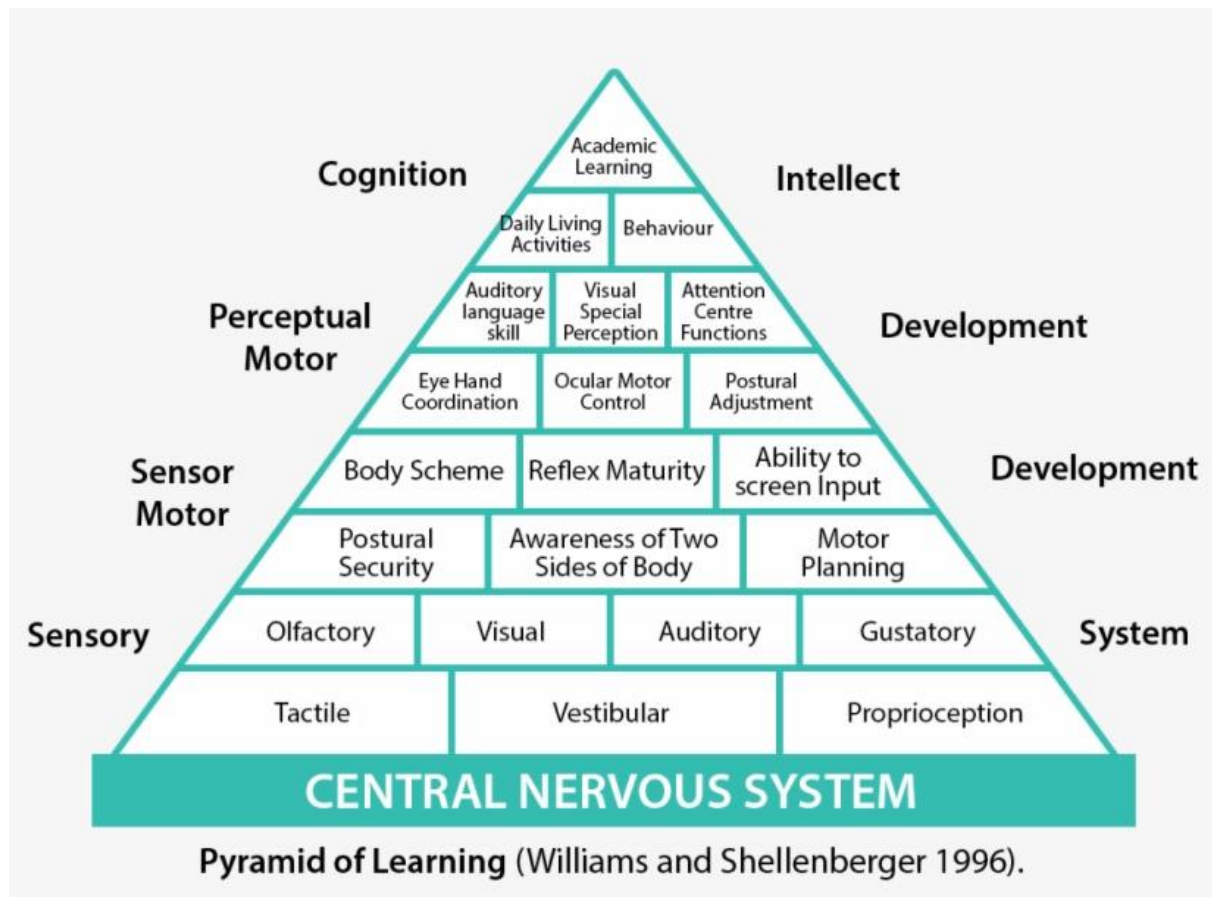 Academic
Learning
Cognition
Intellect
Daily Living
Activities
Behaviour
Auditory
language
skill
Visual
Special
Perception
Attention
Centre
Functions
Perceptual
Motor
Development
Eye Hand
Coordination
Ocular Motor
Control
Postural
Adjustment
Sensor
Motor
Body Scheme
Reflex Maturity
Ability to
screen Input
Development
Postural
Security
Awareness of Two
Sides of Body
Motor
Planning
Sensory
Olfactory
Visual
Auditory
Gustatory
System
Tactile
Vestibular
Proprioception
CENTRAL NERVOUS SYSTEM
Pyramid of Learning (Williams and Shellenberger 1996).